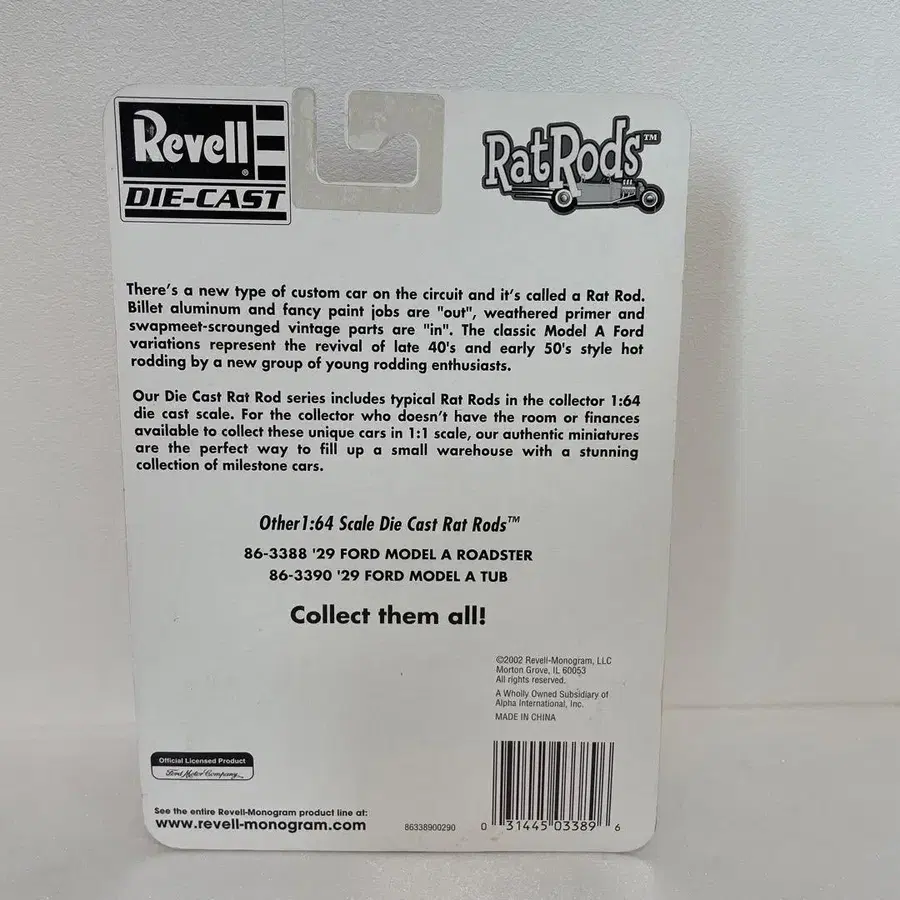 Revell®
DIE-CAST
RatRods™
There's a new type of custom car on the circuit and it's called a Rat Rod.
Billet aluminum and fancy paint jobs are "out", weathered primer and
swapmeet-scrounged vintage parts are "in". The classic Model A Ford
variations represent the revival of late 40's and early 50's style hot
rodding by a new group of young rodding enthusiasts.
Our Die Cast Rat Rod series includes typical Rat Rods in the collector 1:64
die cast scale. For the collector who doesn't have the room or finances
available to collect these unique cars in 1:1 scale, our authentic miniatures
are the perfect way to fill up a small warehouse with a stunning
collection of milestone cars.
Other1:64 Scale Die Cast Rat Rods™
86-3388 '29 FORD MODEL A ROADSTER
86-3390 '29 FORD MODEL A TUB
Collect them all!
©2002 Revell-Monogram, LLC
Morton Grove, IL 60053
All rights reserved.
A Wholly Owned Subsidiary of
Alpha International, Inc.
MADE IN CHINA
Official Licensed Product
Ford Motor Company
See the entire Revell-Monogram product line at:
www.revell-monogram.com
86338900290
0 31445 03389 6